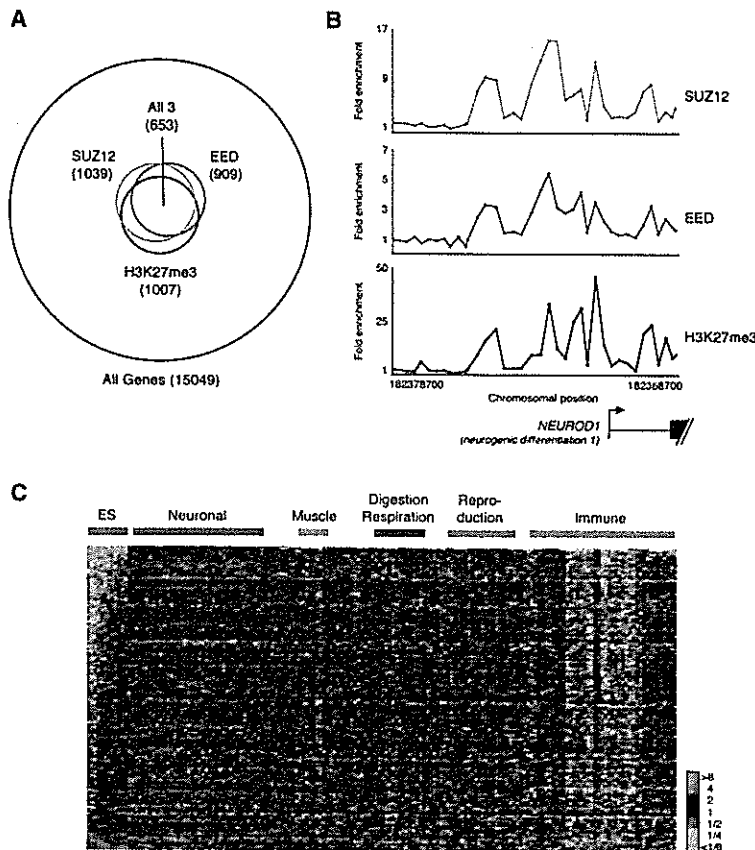 A
All 3
(653)
SUZ12
(1039)
EED
(909)
H3K27me3
(1007)
All Genes (15049)
B
Fold enrichment
17
9
1
SUZ12
Fold enrichment
7
5
3
1
EED
Fold enrichment
50
25
1
H3K27me3
182378700
182368700
Chromosomal position
NEUROD1
(neurogenic differentiation 1)
C
ES
Neuronal
Muscle
Digestion
Respiration
Repro-
duction
Immune
>8
4
2
1
1/2
1/4
<1/8